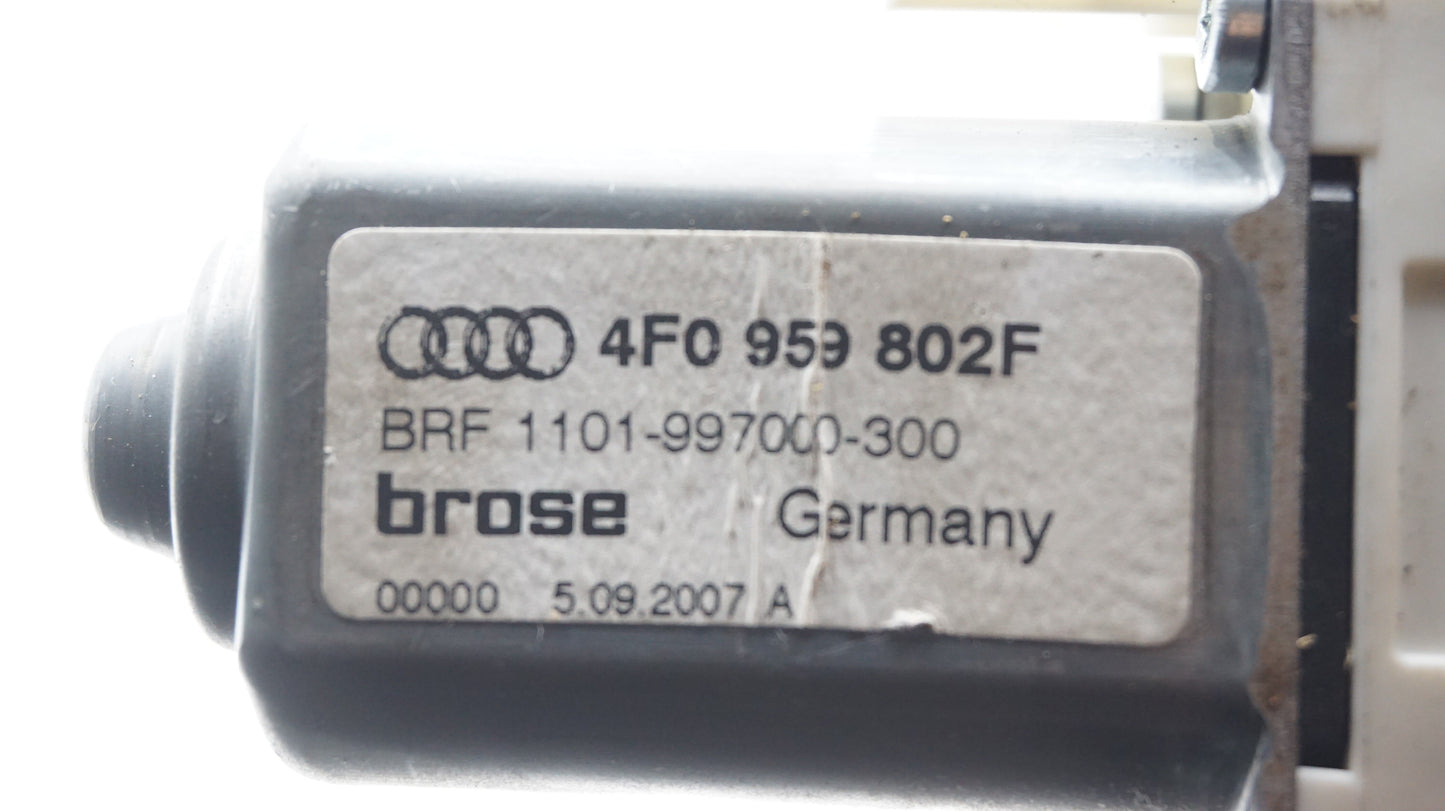 4F0 959 802F
BRF 1101-997000-300
brose Germany
00000 5.09.2007 A